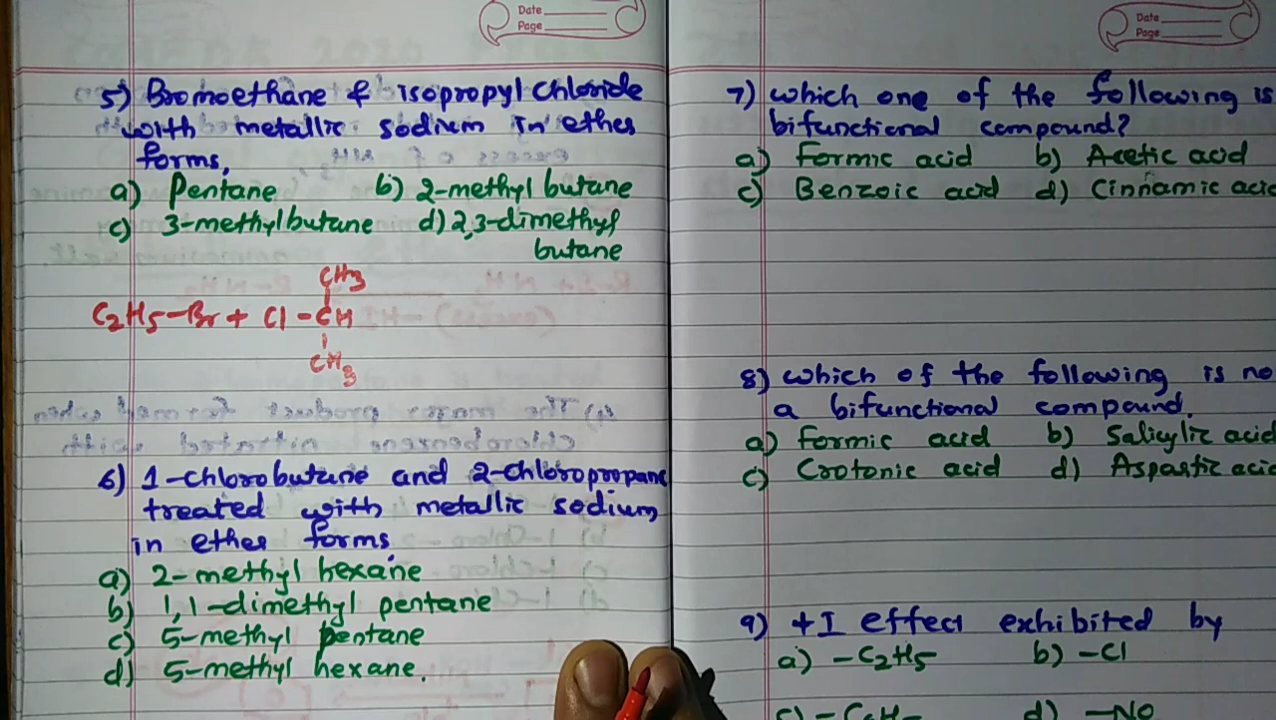 Date
Page
5) Bromoethane & isopropyl chloride
with metallic sodium in ether
forms,
a) Pentane b) 2-methyl butane
c) 3-methylbutane d) 2,3-dimethyl
butane
CH3
C2H5-Br + Cl - CH
CH3
6) 1-chlorobutane and 2-chloropropane
treated with metallic sodium
in ether forms,
a) 2-methyl hexane
b) 1,1-dimethyl pentane
c) 5-methyl pentane
d) 5-methyl hexane.
Date
Page
7) which one of the following is
bifunctional compound?
a) Formic acid b) Acetic acid
c) Benzoic acid d) Cinnamic acid
8) which of the following is no
a bifunctional compound.
a) Formic acid b) Salicylic acid
c) Crotonic acid d) Aspartic acid
9) +I effect exhibited by
a) -C2H5 b) -Cl
c) d) -NO